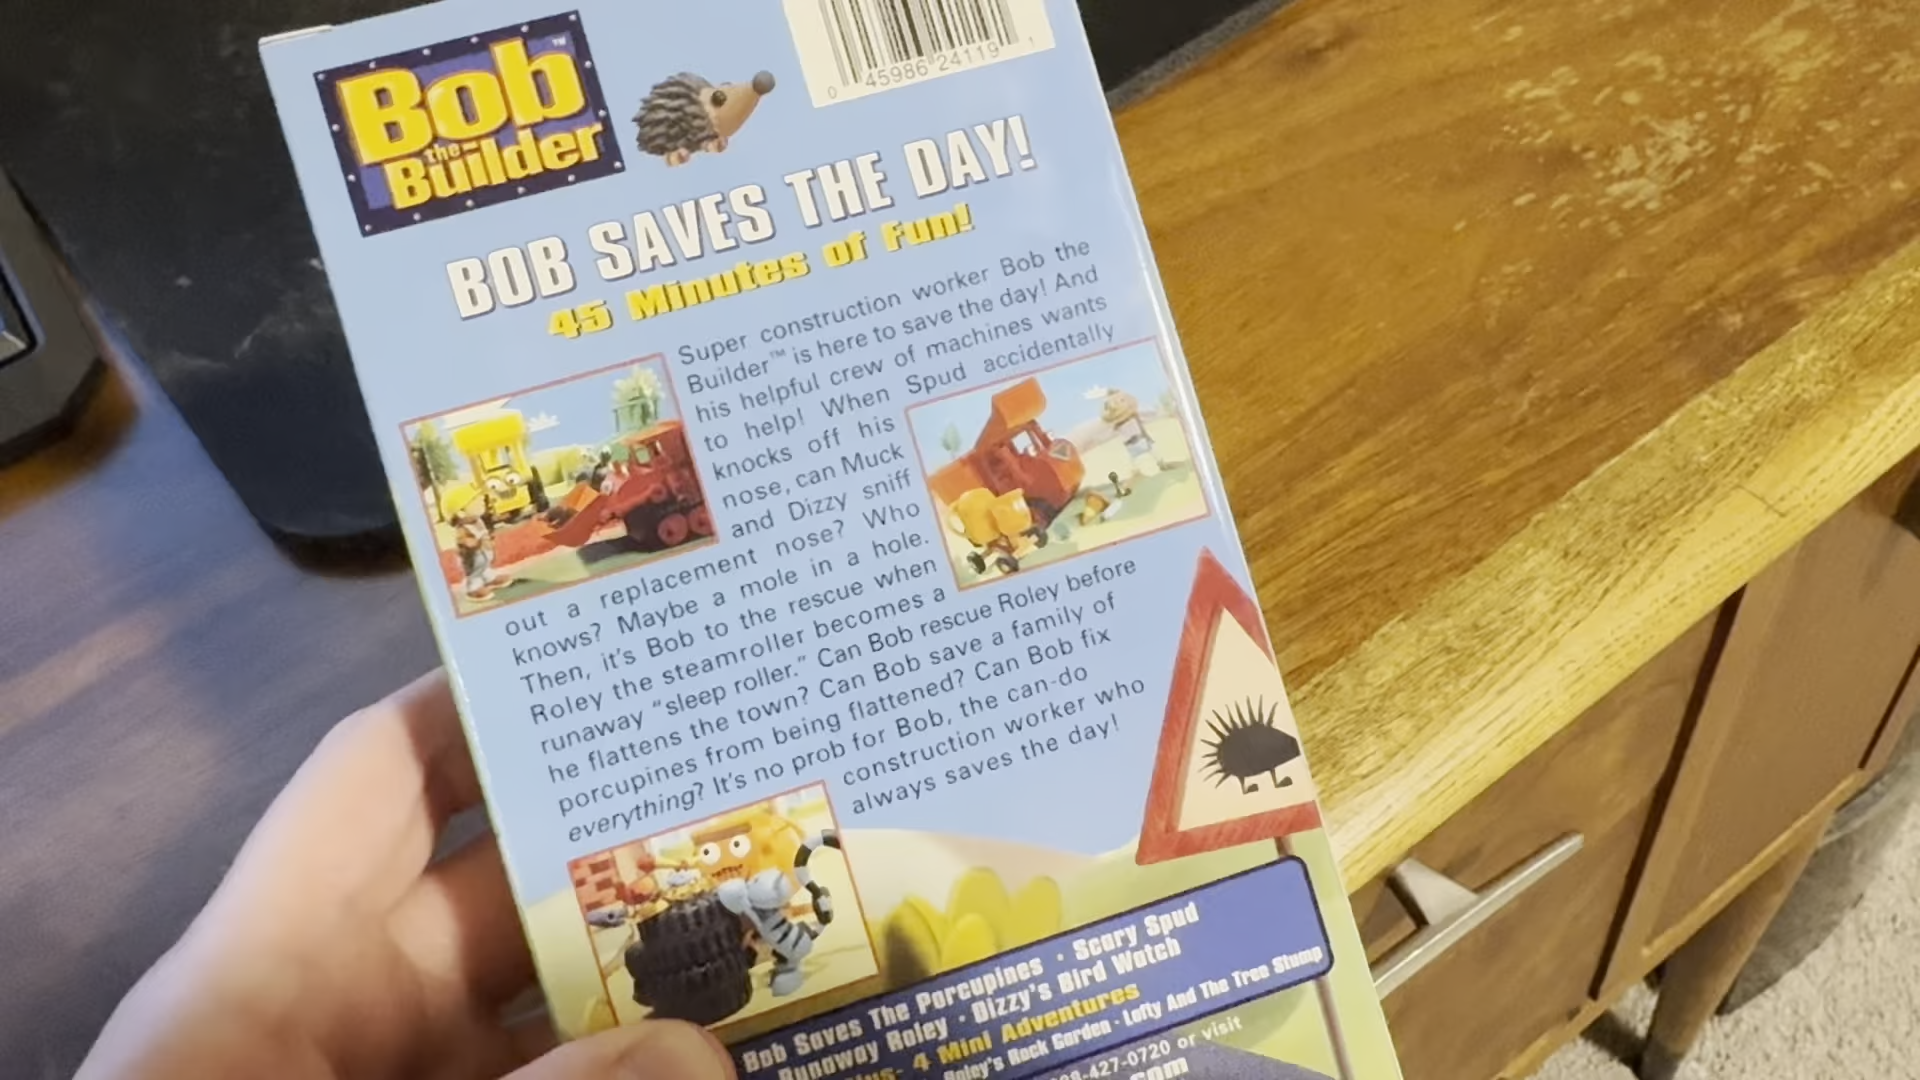 Bob
the
Builder™
0 45986 24119 1
BOB SAVES THE DAY!
45 Minutes of Fun!
Super construction worker Bob the
Builder™ is here to save the day! And
his helpful crew of machines wants
to help! When Spud accidentally
knocks off his
nose, can Muck
and Dizzy sniff
out a replacement nose? Who
knows? Maybe a mole in a hole.
Then, it's Bob to the rescue when
Roley the steamroller becomes a
runaway "sleep roller." Can Bob rescue Roley before
he flattens the town? Can Bob save a family of
porcupines from being flattened? Can Bob fix
everything? It's no prob for Bob, the can-do
construction worker who
always saves the day!
Bob Saves The Porcupines • Scary Spud
Runaway Roley • Dizzy's Bird Watch
4 Mini Adventures
Roley's Rock Garden • Lofty And The Tree Stump
427-0720 or visit
.com